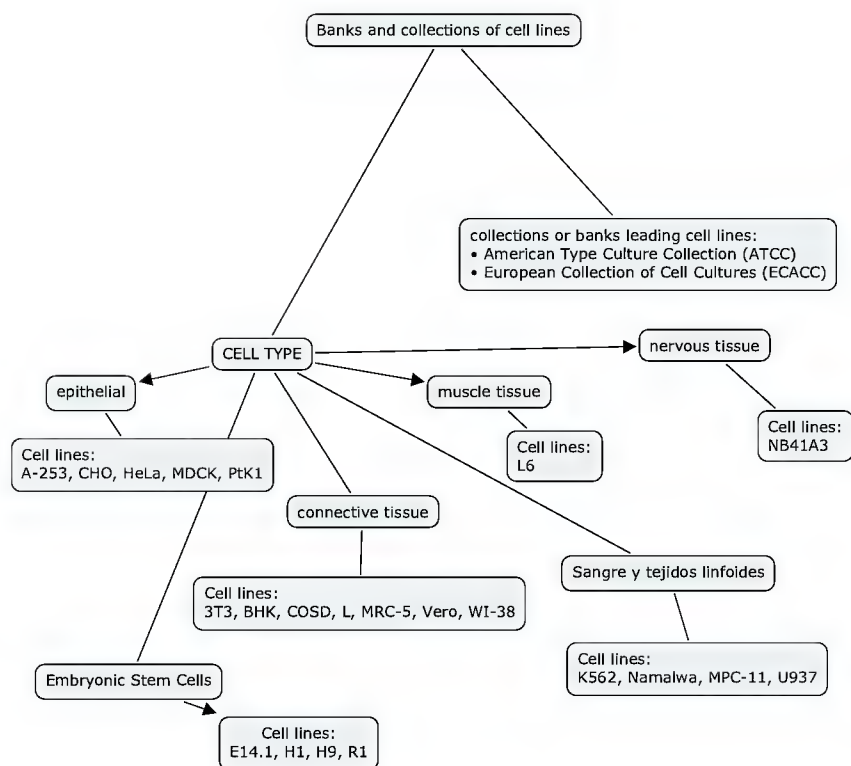 Banks and collections of cell lines
collections or banks leading cell lines:
• American Type Culture Collection (ATCC)
• European Collection of Cell Cultures (ECACC)
CELL TYPE
nervous tissue
epithelial
muscle tissue
Cell lines:
NB41A3
Cell lines:
A-253, CHO, HeLa, MDCK, PtK1
Cell lines:
L6
connective tissue
Sangre y tejidos linfoides
Cell lines:
3T3, BHK, COSD, L, MRC-5, Vero, WI-38
Cell lines:
K562, Namalwa, MPC-11, U937
Embryonic Stem Cells
Cell lines:
E14.1, H1, H9, R1